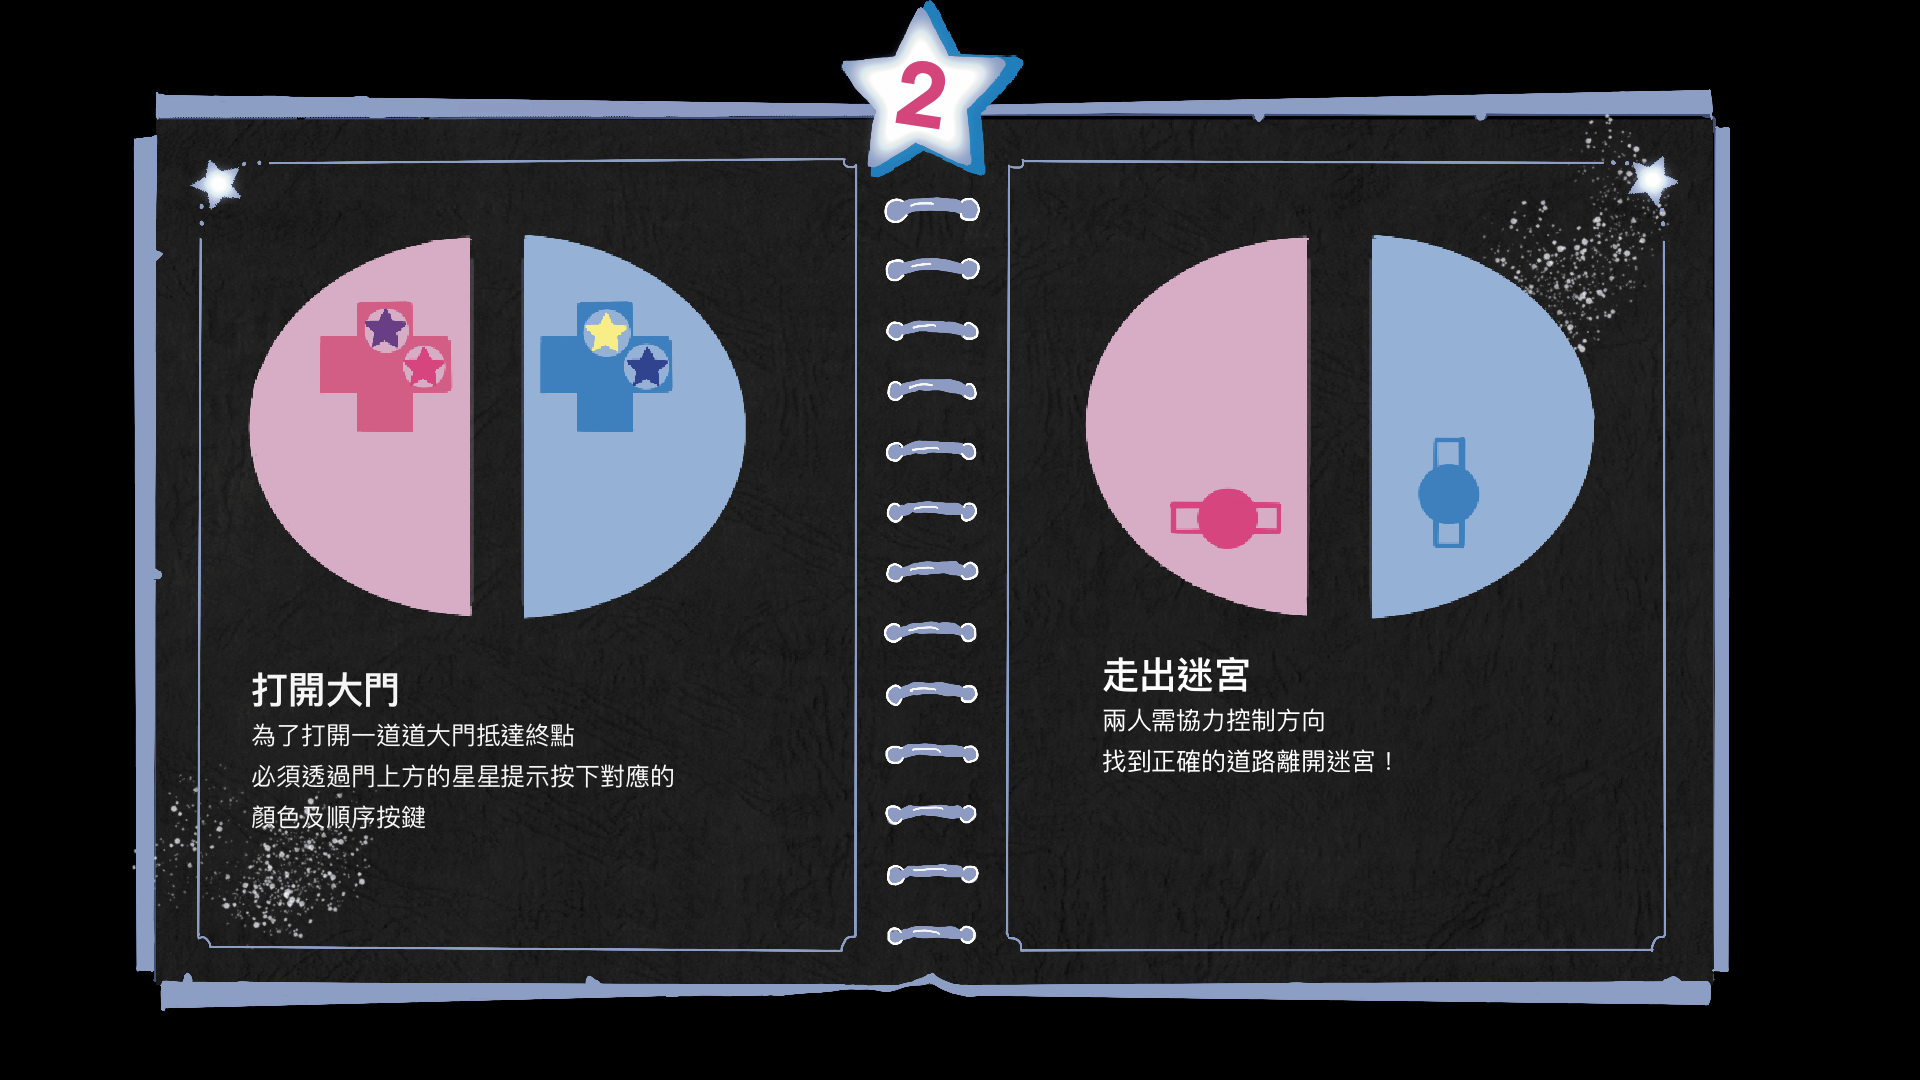 2
打開大門
為了打開一道道大門抵達終點
必須透過門上方的星星提示按下對應的
顏色及順序按鍵
走出迷宮
兩人需協力控制方向
找到正確的道路離開迷宮！